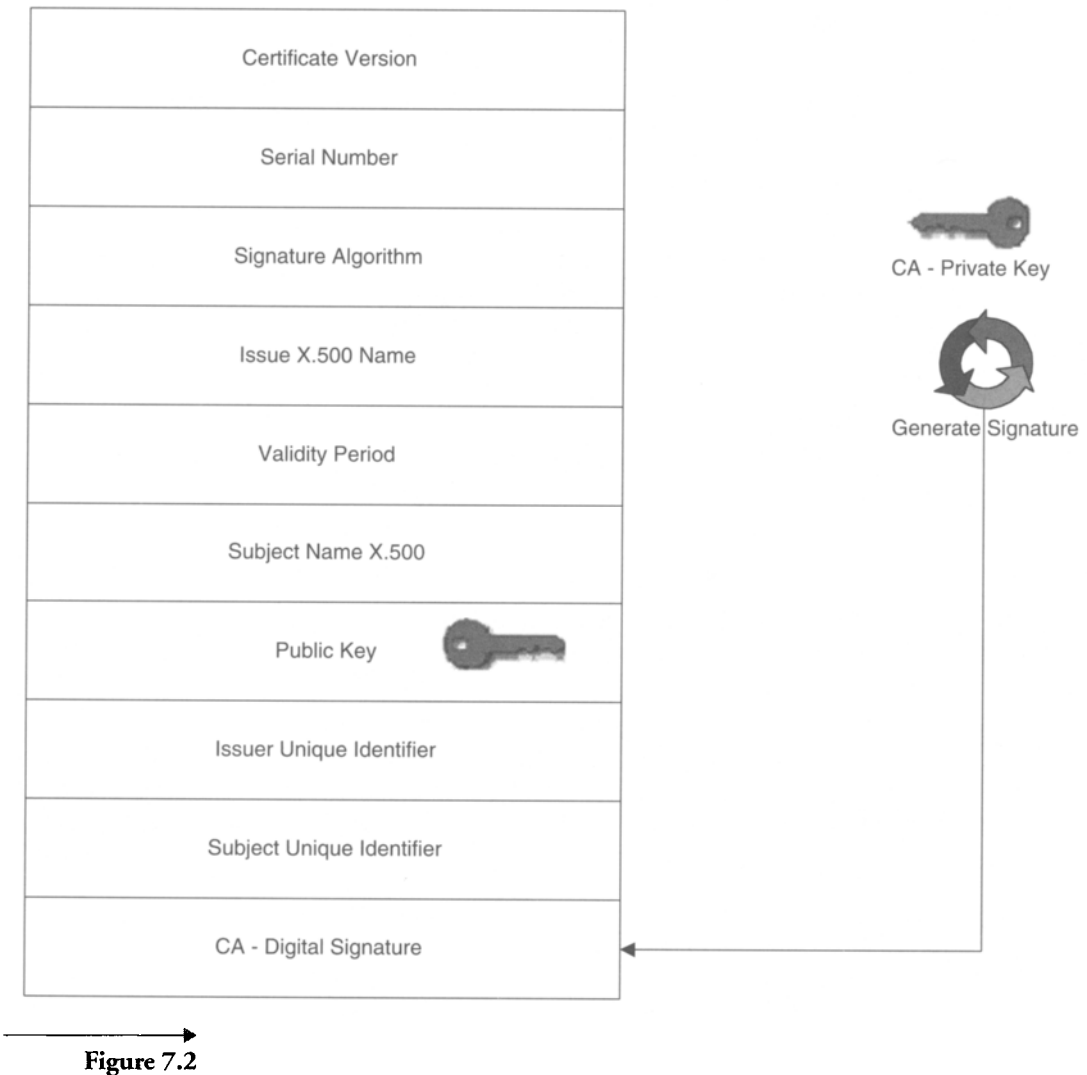 Certificate Version
Serial Number
Signature Algorithm
Issue X.500 Name
Validity Period
Subject Name X.500
Public Key
Issuer Unique Identifier
Subject Unique Identifier
CA - Digital Signature
CA - Private Key
Generate Signature
Figure 7.2